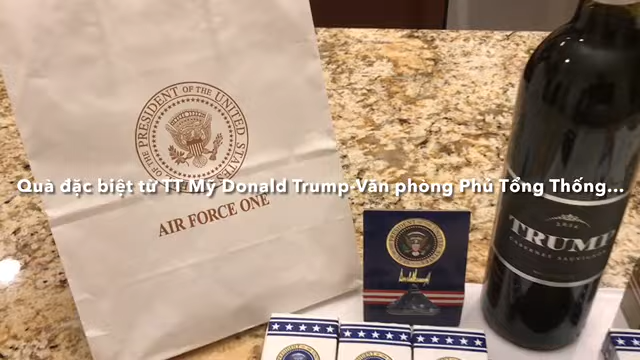 PRESIDENT OF THE UNITED STATES
Quà đặc biệt từ TT Mỹ Donald Trump-Văn phòng Phủ Tổng Thống...
AIR FORCE ONE
TRUMP
CABERNET SAUVIGNON